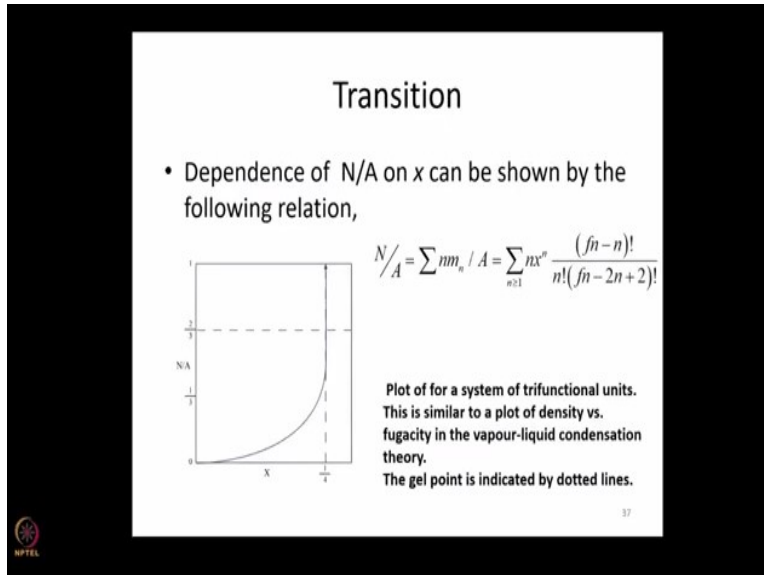 Transition
• Dependence of N/A on x can be shown by the
following relation,
N/A = ∑ nmₙ / A = ∑ₙ≥₁ nxⁿ (fn−n)! / n!(fn−2n+2)!
1
2/3
N/A
1/3
0
X
1/4
Plot of for a system of trifunctional units.
This is similar to a plot of density vs.
fugacity in the vapour-liquid condensation
theory.
The gel point is indicated by dotted lines.
37
NPTEL